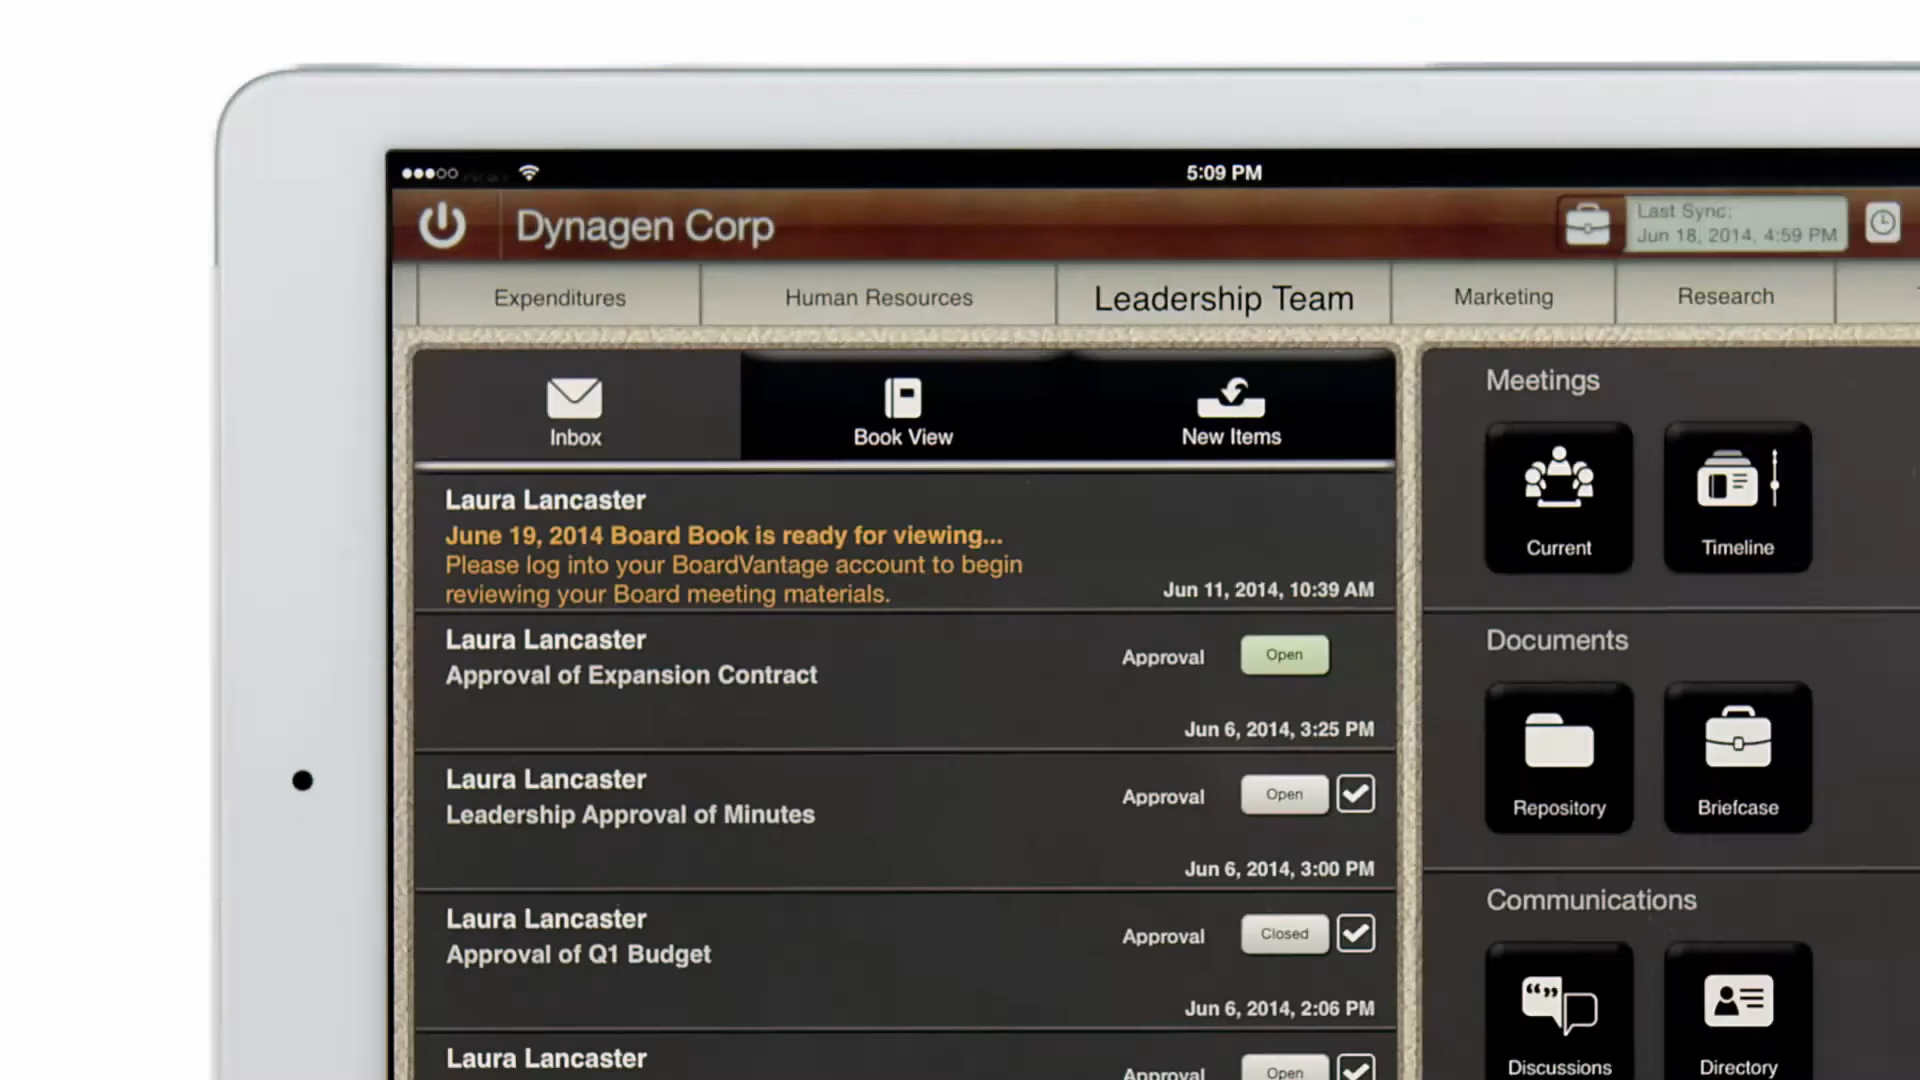 5:09 PM
Dynagen Corp
Last Sync:
Jun 18, 2014, 4:59 PM
Expenditures
Human Resources
Leadership Team
Marketing
Research
Inbox
Book View
New Items
Laura Lancaster
June 19, 2014 Board Book is ready for viewing...
Please log into your BoardVantage account to begin
reviewing your Board meeting materials.
Jun 11, 2014, 10:39 AM
Laura Lancaster
Approval of Expansion Contract
Approval
Open
Jun 6, 2014, 3:25 PM
Laura Lancaster
Leadership Approval of Minutes
Approval
Open
Jun 6, 2014, 3:00 PM
Laura Lancaster
Approval of Q1 Budget
Approval
Closed
Jun 6, 2014, 2:06 PM
Laura Lancaster
Approval
Open
Meetings
Current
Timeline
Documents
Repository
Briefcase
Communications
Discussions
Directory